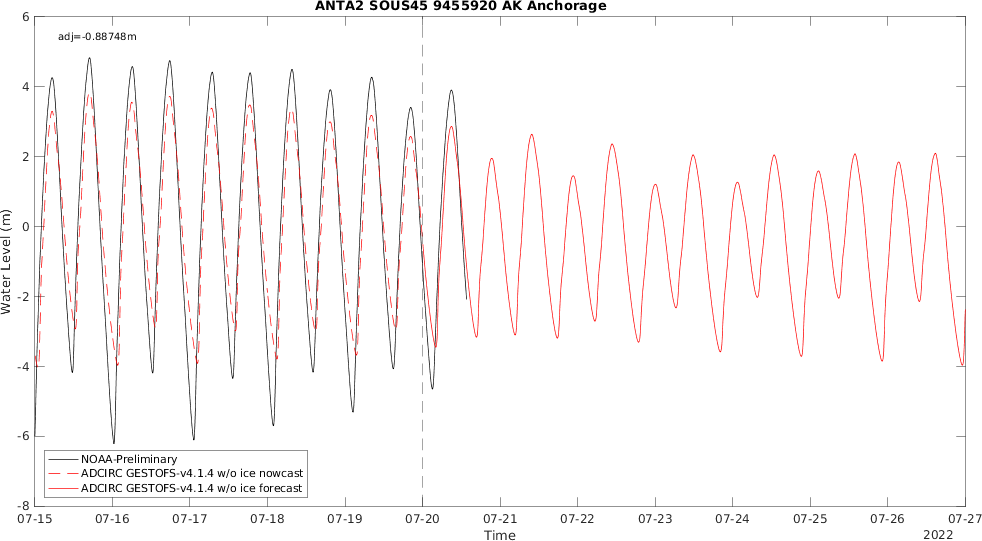 ANTA2 SOUS45 9455920 AK Anchorage
adj=-0.88748m
6
4
2
0
-2
-4
-6
-8
Water Level (m)
NOAA-Preliminary
ADCIRC GESTOFS-v4.1.4 w/o ice nowcast
ADCIRC GESTOFS-v4.1.4 w/o ice forecast
07-15 07-16 07-17 07-18 07-19 07-20 07-21 07-22 07-23 07-24 07-25 07-26 07-27
Time
2022